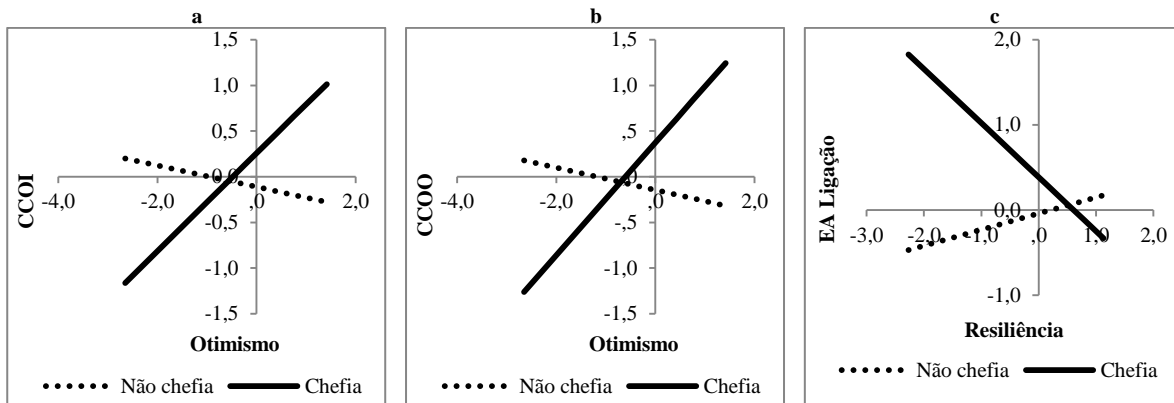 a
1,5
1,0
0,5
0,0
-4,0 -2,0 ,0 2,0
-0,5
-1,0
-1,5
CCOI
Otimismo
Não chefia Chefia
b
1,5
1,0
,5
,0
-4,0 -2,0 ,0 2,0
-,5
-1,0
-1,5
CCOO
Otimismo
Não chefia Chefia
c
2,0
1,0
0,0
-3,0 -2,0 -1,0 ,0 1,0 2,0
-1,0
EA Ligação
Resiliência
Não chefia Chefia